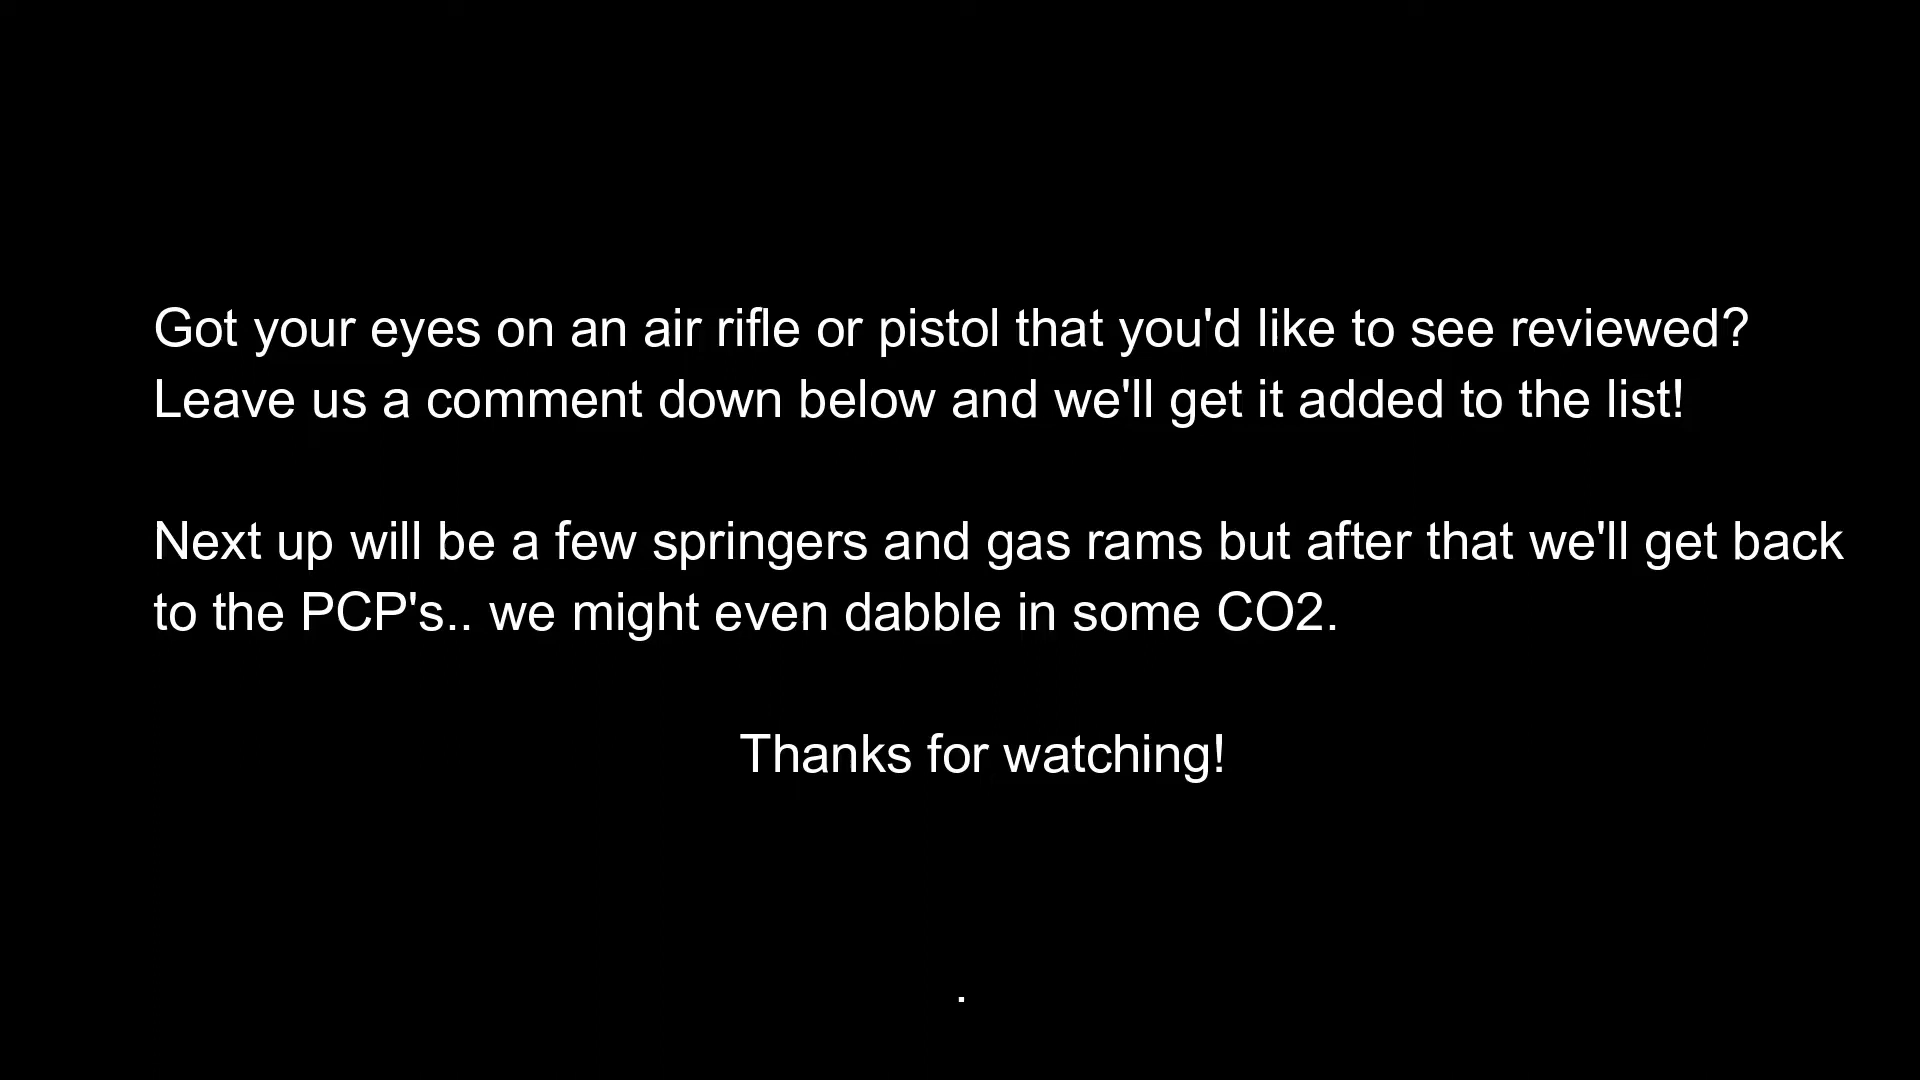 Got your eyes on an air rifle or pistol that you'd like to see reviewed?
Leave us a comment down below and we'll get it added to the list!
Next up will be a few springers and gas rams but after that we'll get back
to the PCP's.. we might even dabble in some CO2.
Thanks for watching!
.